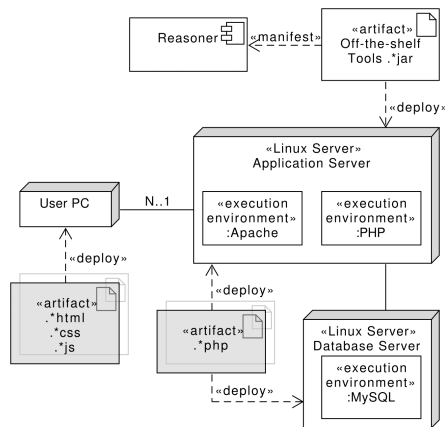 Reasoner
«manifest»
«artifact»
Off-the-shelf
Tools .*jar
«deploy»
«Linux Server»
Application Server
«execution
environment»
:Apache
«execution
environment»
:PHP
User PC
N..1
«deploy»
«artifact»
.*html
.*css
.*js
«deploy»
«artifact»
.*php
«deploy»
«Linux Server»
Database Server
«execution
environment»
:MySQL